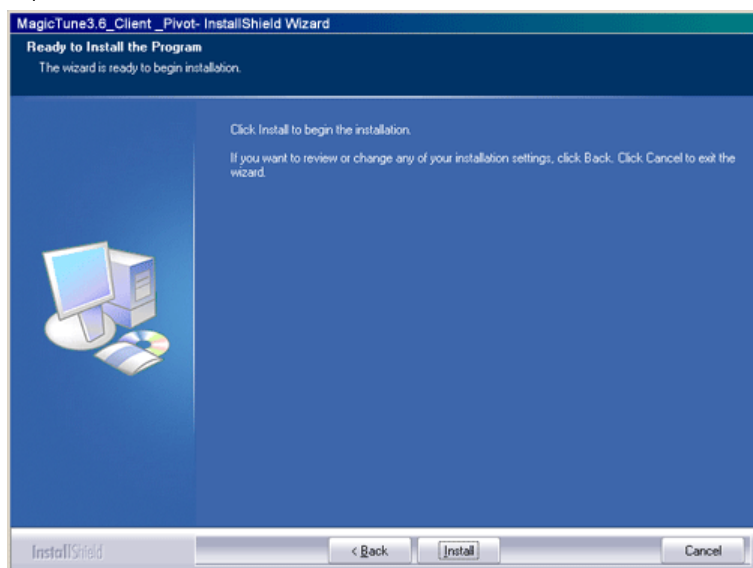 MagicTune3.6_Client _Pivot- InstallShield Wizard
Ready to Install the Program
The wizard is ready to begin installation.
Click Install to begin the installation.
If you want to review or change any of your installation settings, click Back. Click Cancel to exit the
wizard.
InstallShield
< Back
Install
Cancel